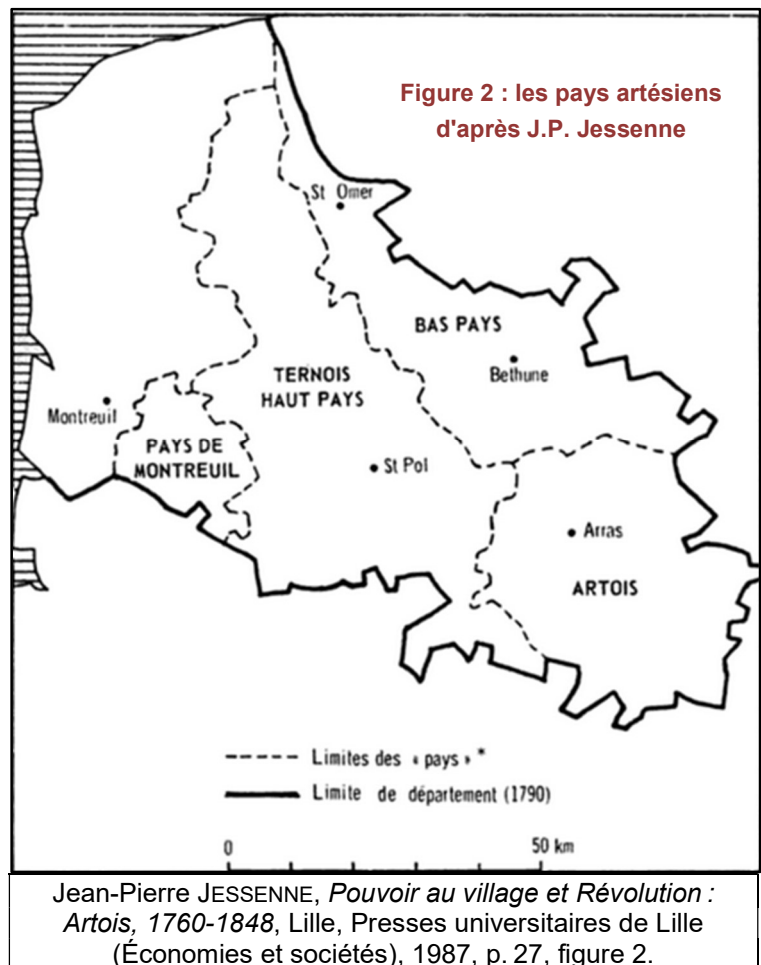 Figure 2 : les pays artésiens
d'après J.P. Jessenne
St Omer
BAS PAYS
Bethune
TERNOIS
HAUT PAYS
Montreuil
PAYS DE
MONTREUIL
St Pol
Arras
ARTOIS
Limites des « pays » *
Limite de département (1790)
0 50 km
Jean-Pierre JESSENNE, Pouvoir au village et Révolution :
Artois, 1760-1848, Lille, Presses universitaires de Lille
(Économies et sociétés), 1987, p. 27, figure 2.